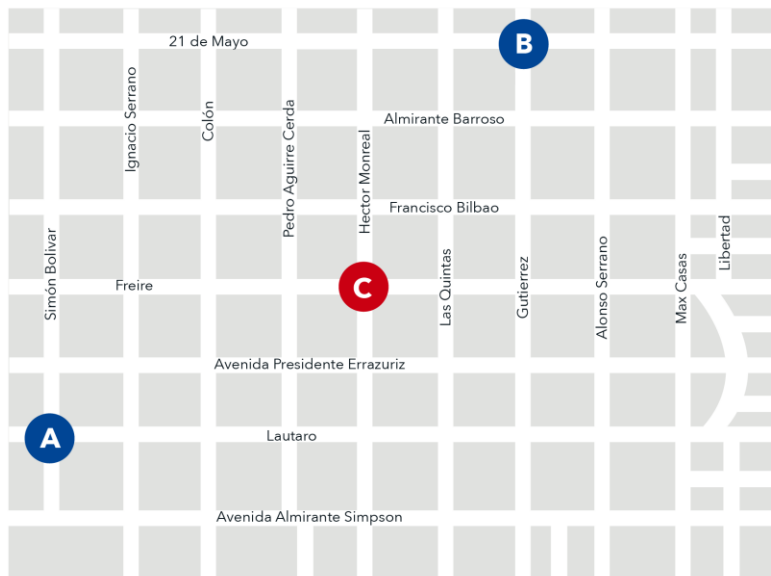 B
21 de Mayo
Ignacio Serrano
Colón
Almirante Barroso
Pedro Aguirre Cerda
Hector Monreal
Francisco Bilbao
Simón Bolivar
Freire
C
Las Quintas
Gutierrez
Alonso Serrano
Max Casas
Libertad
Avenida Presidente Errazuriz
A
Lautaro
Avenida Almirante Simpson